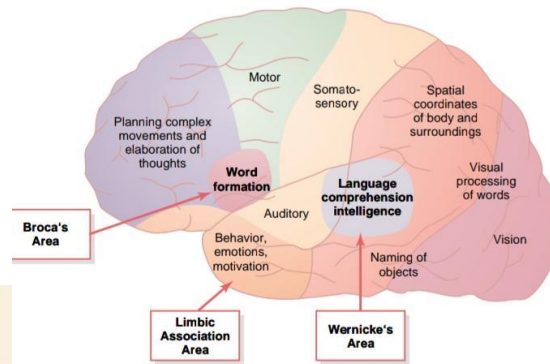 Motor
Somato-
sensory
Spatial
coordinates
of body and
surroundings
Planning complex
movements and
elaboration of
thoughts
Word
formation
Language
comprehension
intelligence
Visual
processing
of words
Auditory
Vision
Broca's
Area
Behavior,
emotions,
motivation
Naming of
objects
Limbic
Association
Area
Wernicke's
Area